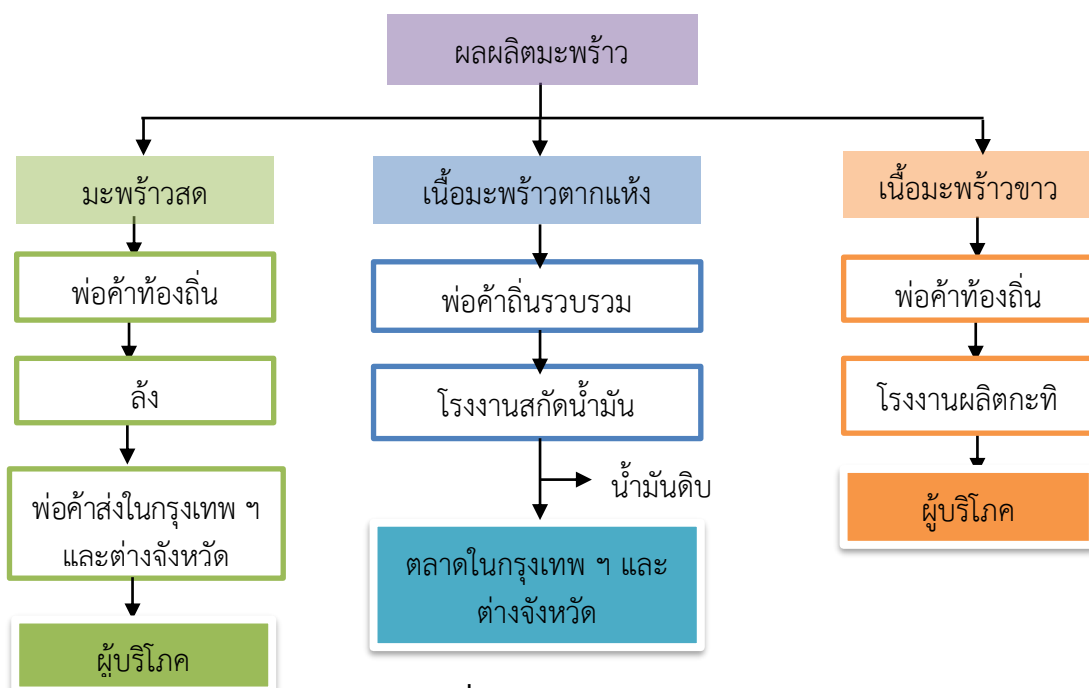 ผลผลิตมะพร้าว
มะพร้าวสด
เนื้อมะพร้าวตากแห้ง
เนื้อมะพร้าวขาว
พ่อค้าท้องถิ่น
พ่อค้าถิ่นรวบรวม
พ่อค้าท้องถิ่น
ล้ง
โรงงานสกัดน้ำมัน
โรงงานผลิตกะทิ
น้ำมันดิบ
พ่อค้าส่งในกรุงเทพ ฯ
และต่างจังหวัด
ตลาดในกรุงเทพ ฯ และ
ต่างจังหวัด
ผู้บริโภค
ผู้บริโภค